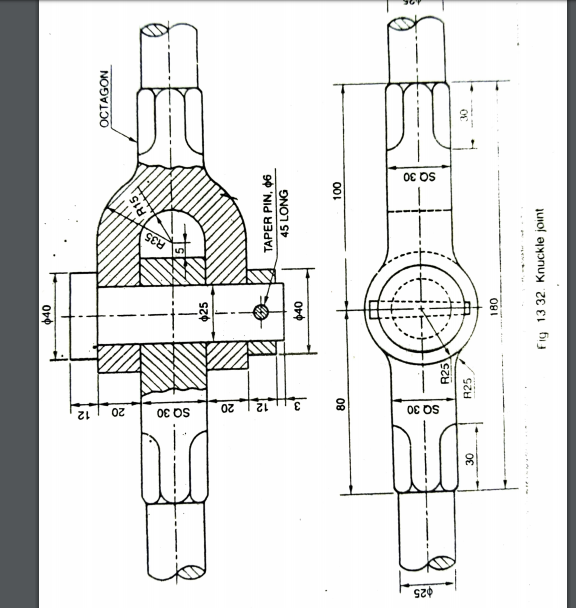 OCTAGON
R15
R35
5
TAPER PIN, ϕ6
45 LONG
ϕ40
ϕ25
ϕ40
12
20
SQ 30
20
12
3
ϕ25
30
SQ 30
100
180
80
R25
R25
SQ 30
30
ϕ25
Fig 13 32. Knuckle joint